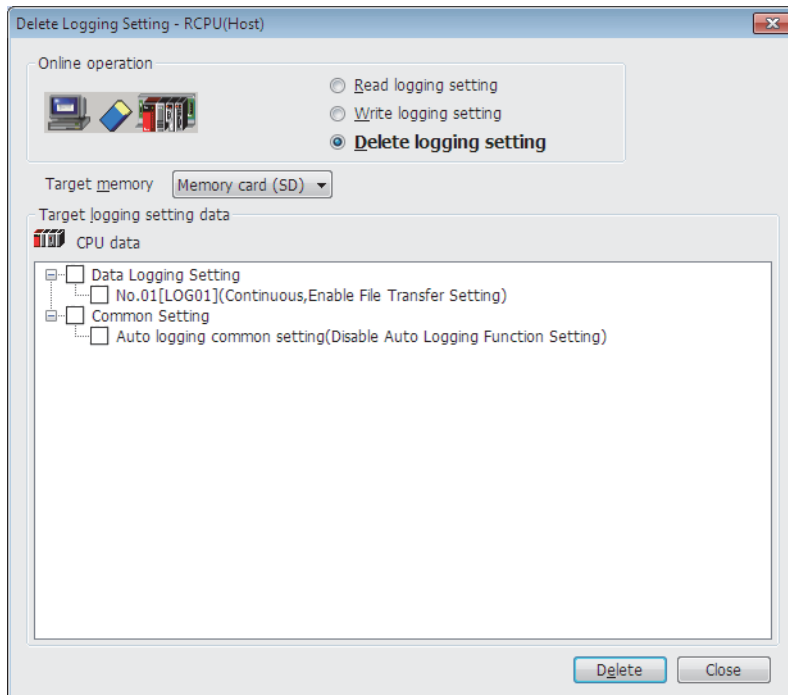 Delete Logging Setting - RCPU(Host)
Online operation
Read logging setting
Write logging setting
Delete logging setting
Target memory Memory card (SD)
Target logging setting data
CPU data
Data Logging Setting
No.01[LOG01](Continuous,Enable File Transfer Setting)
Common Setting
Auto logging common setting(Disable Auto Logging Function Setting)
Delete Close